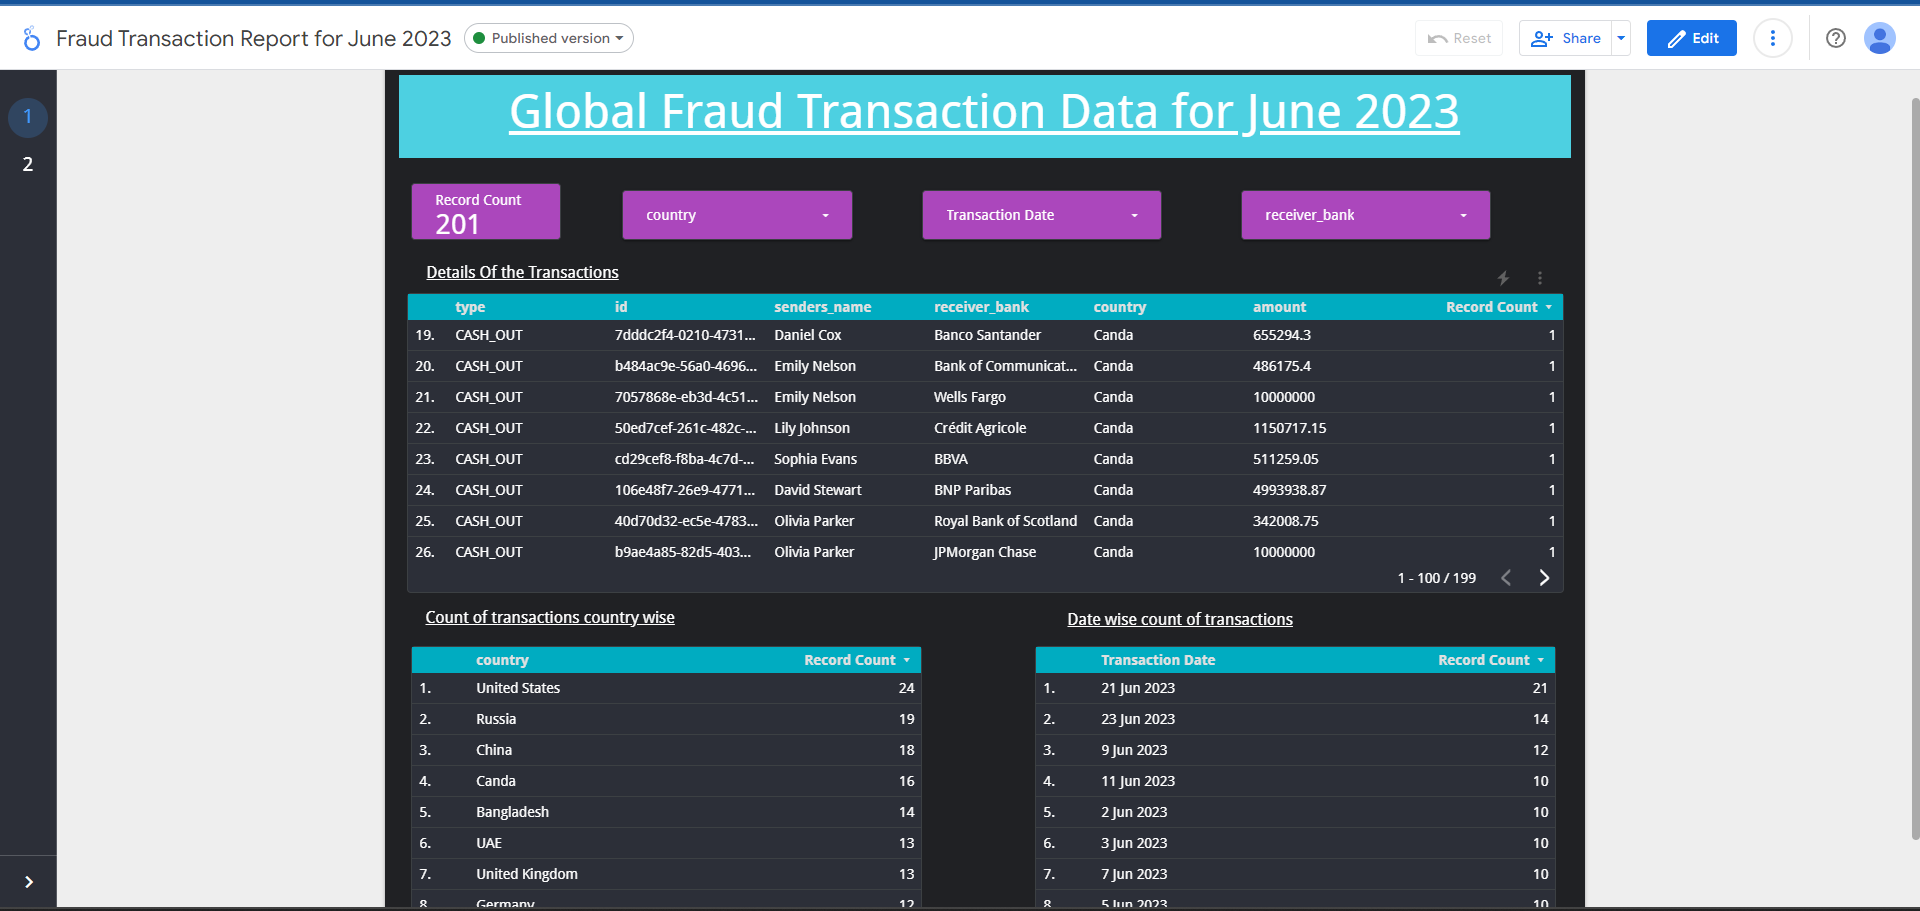 Fraud Transaction Report for June 2023 Published version Reset Share Edit
1
2
Global Fraud Transaction Data for June 2023
Record Count
201
country Transaction Date receiver_bank
Details Of the Transactions
type id senders_name receiver_bank country amount Record Count
19. CASH_OUT 7dddc2f4-0210-4731... Daniel Cox Banco Santander Canda 655294.3 1
20. CASH_OUT b484ac9e-56a0-4696... Emily Nelson Bank of Communicat... Canda 486175.4 1
21. CASH_OUT 7057868e-eb3d-4c51... Emily Nelson Wells Fargo Canda 10000000 1
22. CASH_OUT 50ed7cef-261c-482c-... Lily Johnson Crédit Agricole Canda 1150717.15 1
23. CASH_OUT cd29cef8-f8ba-4c7d-... Sophia Evans BBVA Canda 511259.05 1
24. CASH_OUT 106e48f7-26e9-4771... David Stewart BNP Paribas Canda 4993938.87 1
25. CASH_OUT 40d70d32-ec5e-4783... Olivia Parker Royal Bank of Scotland Canda 342008.75 1
26. CASH_OUT b9ae4a85-82d5-403... Olivia Parker JPMorgan Chase Canda 10000000 1
1 - 100 / 199
Count of transactions country wise
country Record Count
1. United States 24
2. Russia 19
3. China 18
4. Canda 16
5. Bangladesh 14
6. UAE 13
7. United Kingdom 13
8. Germany 12
Date wise count of transactions
Transaction Date Record Count
1. 21 Jun 2023 21
2. 23 Jun 2023 14
3. 9 Jun 2023 12
4. 11 Jun 2023 10
5. 2 Jun 2023 10
6. 3 Jun 2023 10
7. 7 Jun 2023 10
8. 5 Jun 2023 10